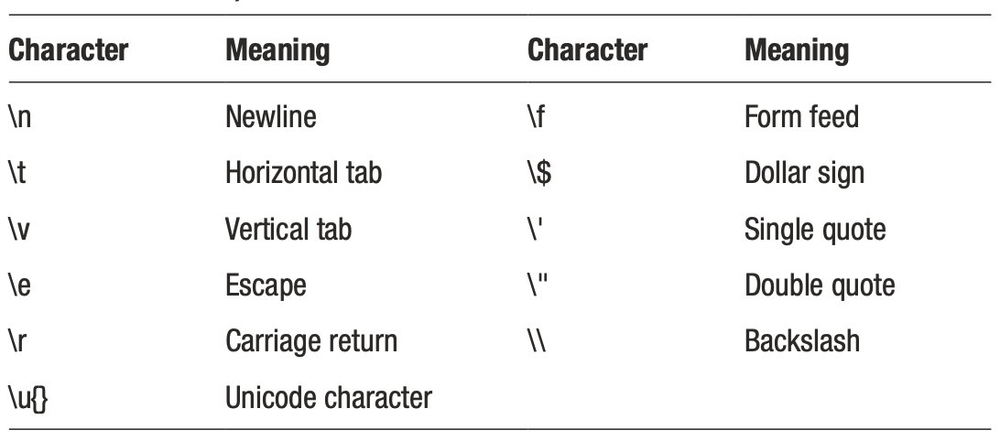 Character Meaning Character Meaning
\n Newline \f Form feed
\t Horizontal tab \$ Dollar sign
\v Vertical tab \' Single quote
\e Escape \" Double quote
\r Carriage return \\ Backslash
\u{} Unicode character